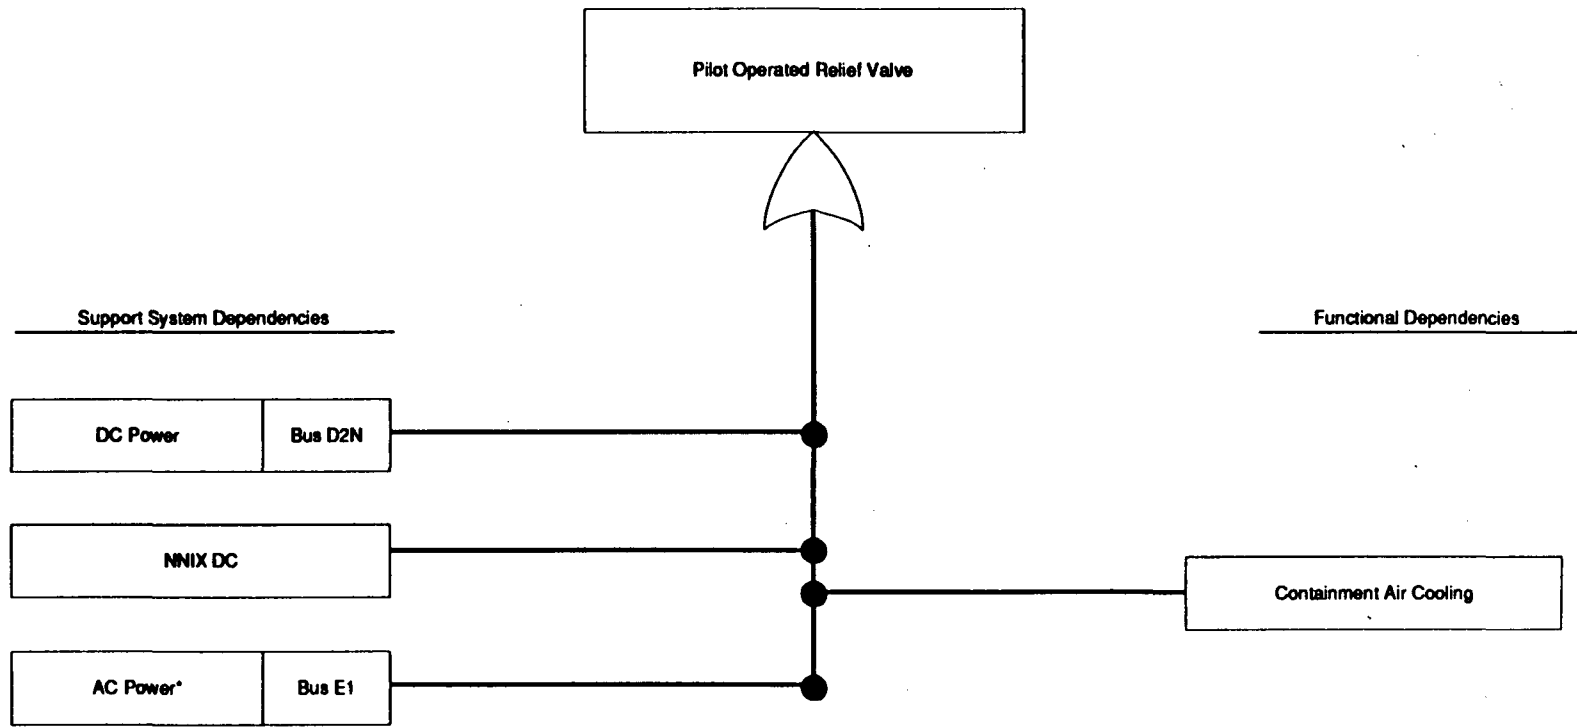 Pilot Operated Relief Valve
Support System Dependencies
Functional Dependencies
DC Power
Bus D2N
NNIX DC
Containment Air Cooling
AC Power*
Bus E1